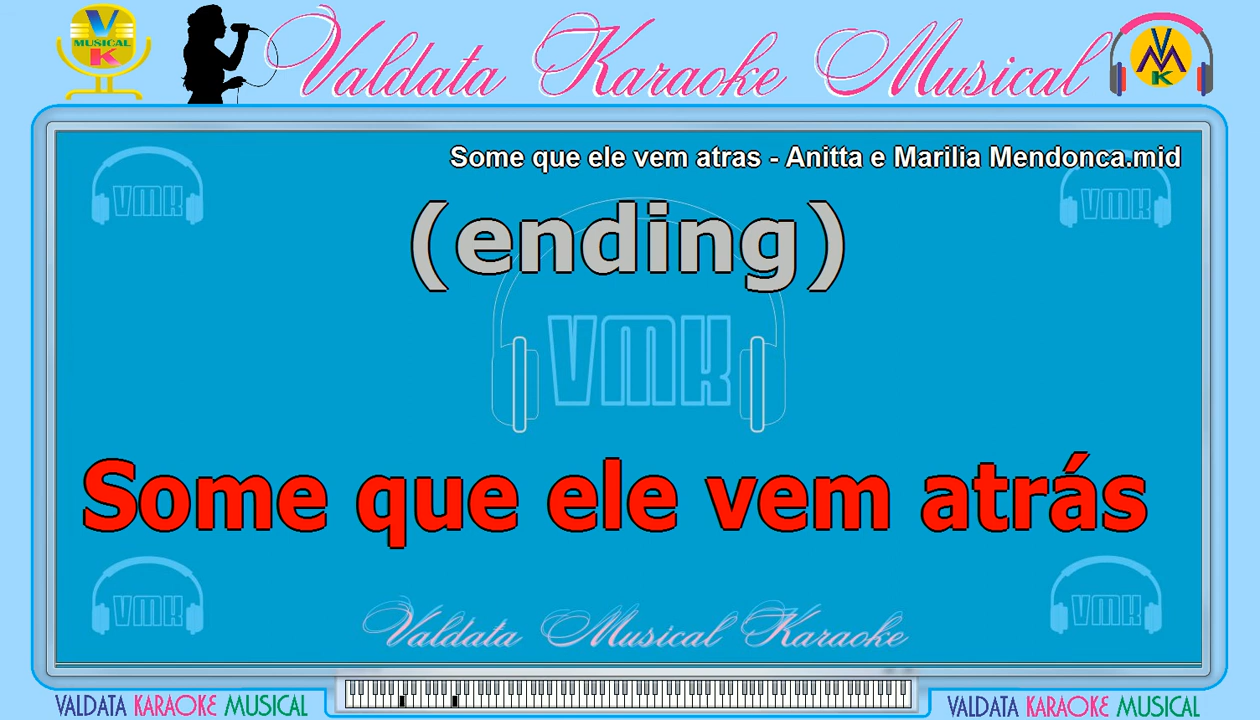 V
MUSICAL
K
Valdata Karaoke Musical
VM
K
Some que ele vem atras - Anitta e Marilia Mendonca.mid
VMK
VMK
(ending)
VMK
Some que ele vem atrás
VMK
VMK
Valdata Musical Karaoke
VALDATA KARAOKE MUSICAL
VALDATA KARAOKE MUSICAL